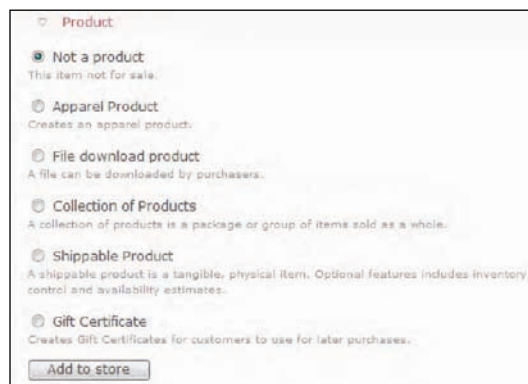 Product
Not a product
This item not for sale.
Apparel Product
Creates an apparel product.
File download product
A file can be downloaded by purchasers.
Collection of Products
A collection of products is a package or group of items sold as a whole.
Shippable Product
A shippable product is a tangible, physical item. Optional features includes inventory
control and availability estimates.
Gift Certificate
Creates Gift Certificates for customers to use for later purchases.
Add to store